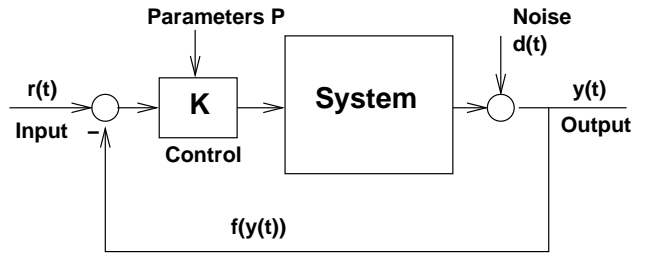 Parameters P
Noise
d(t)
r(t)
Input
−
K
Control
System
y(t)
Output
f(y(t))